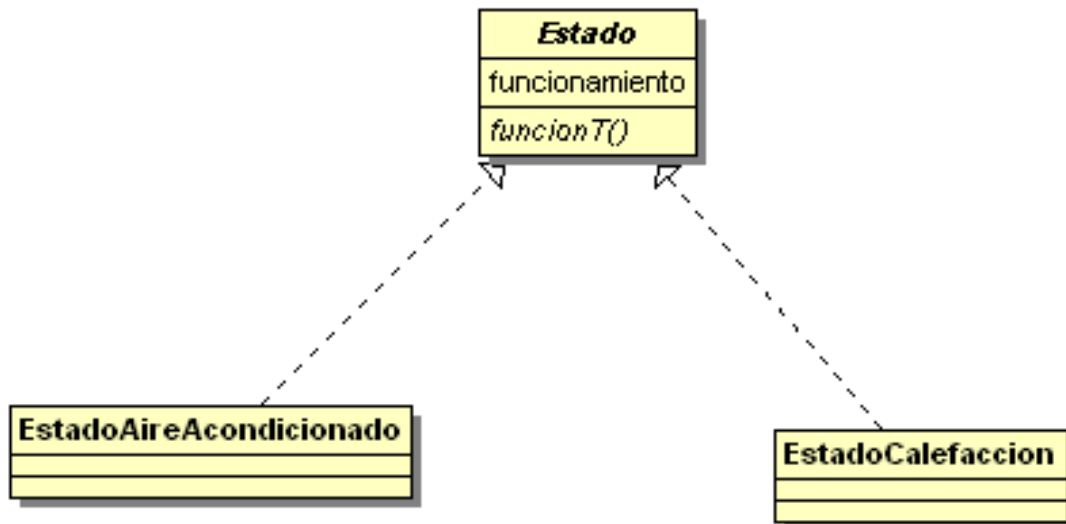 Estado
funcionamiento
funcionT()
EstadoAireAcondicionado
EstadoCalefaccion